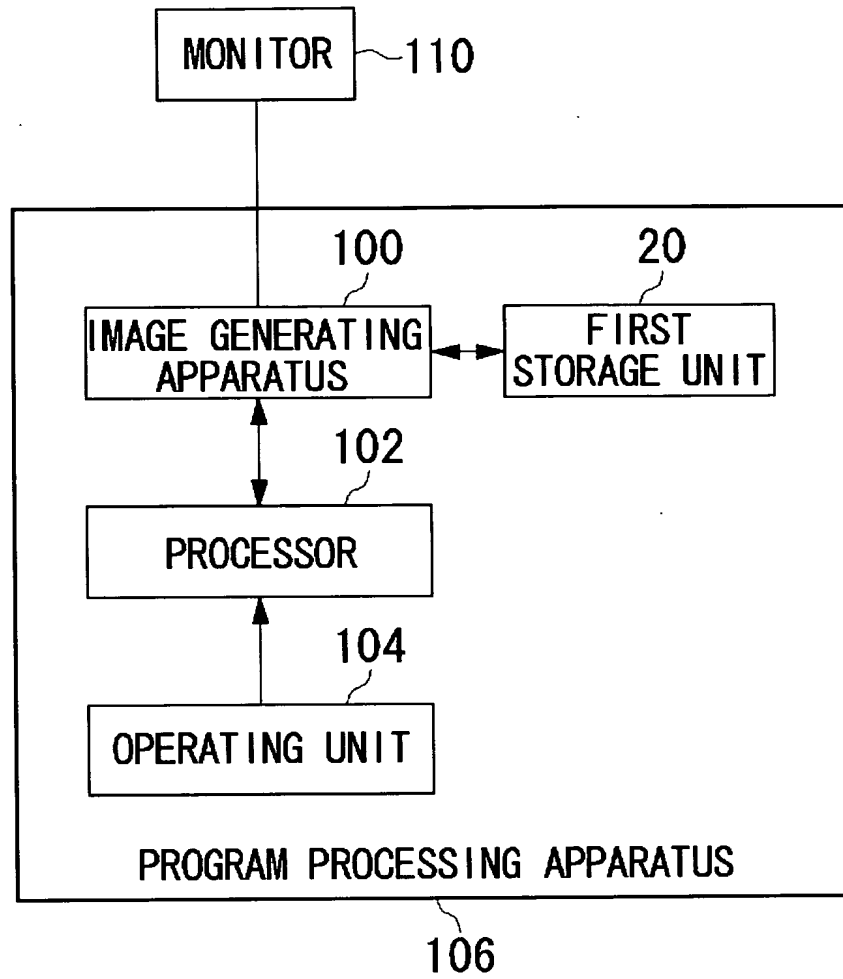 MONITOR
110
100
20
IMAGE GENERATING
APPARATUS
FIRST
STORAGE UNIT
102
PROCESSOR
104
OPERATING UNIT
PROGRAM PROCESSING APPARATUS
106